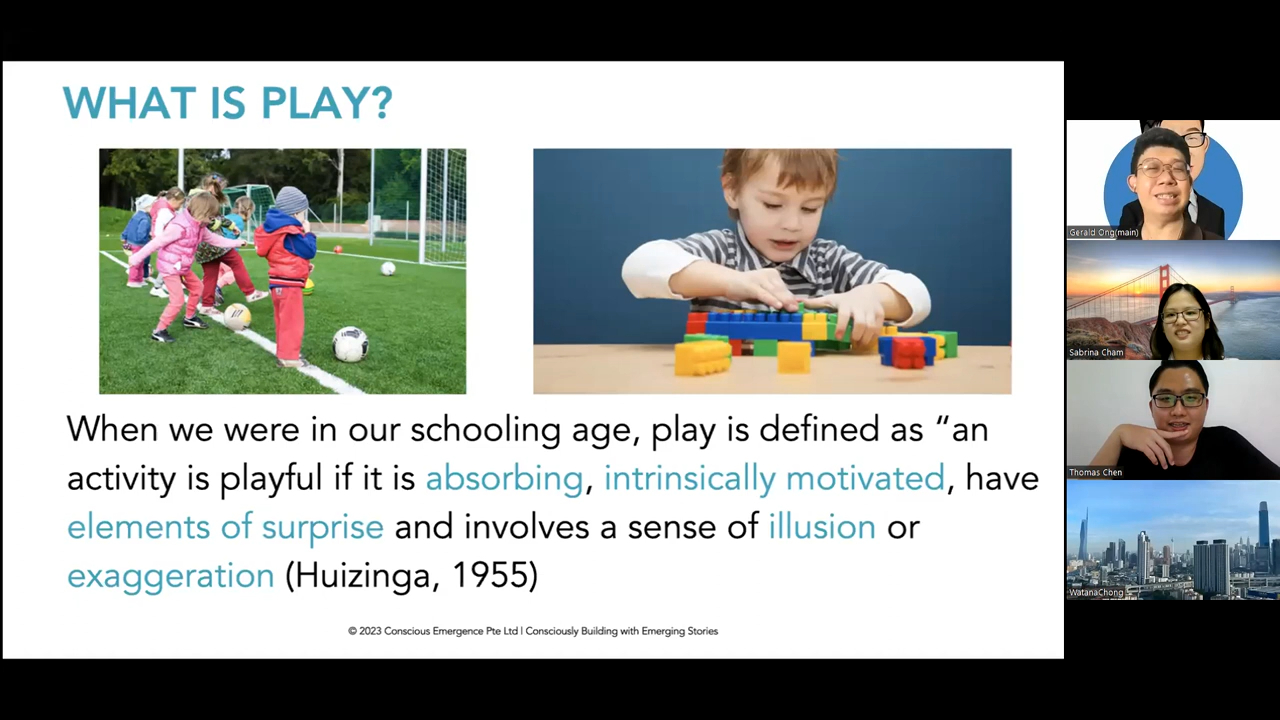 WHAT IS PLAY?
When we were in our schooling age, play is defined as “an
activity is playful if it is absorbing, intrinsically motivated, have
elements of surprise and involves a sense of illusion or
exaggeration (Huizinga, 1955)
© 2023 Conscious Emergence Pte Ltd | Consciously Building with Emerging Stories
Gerald Ong(main)
Sabrina Cham
Thomas Chen
WatanaChong